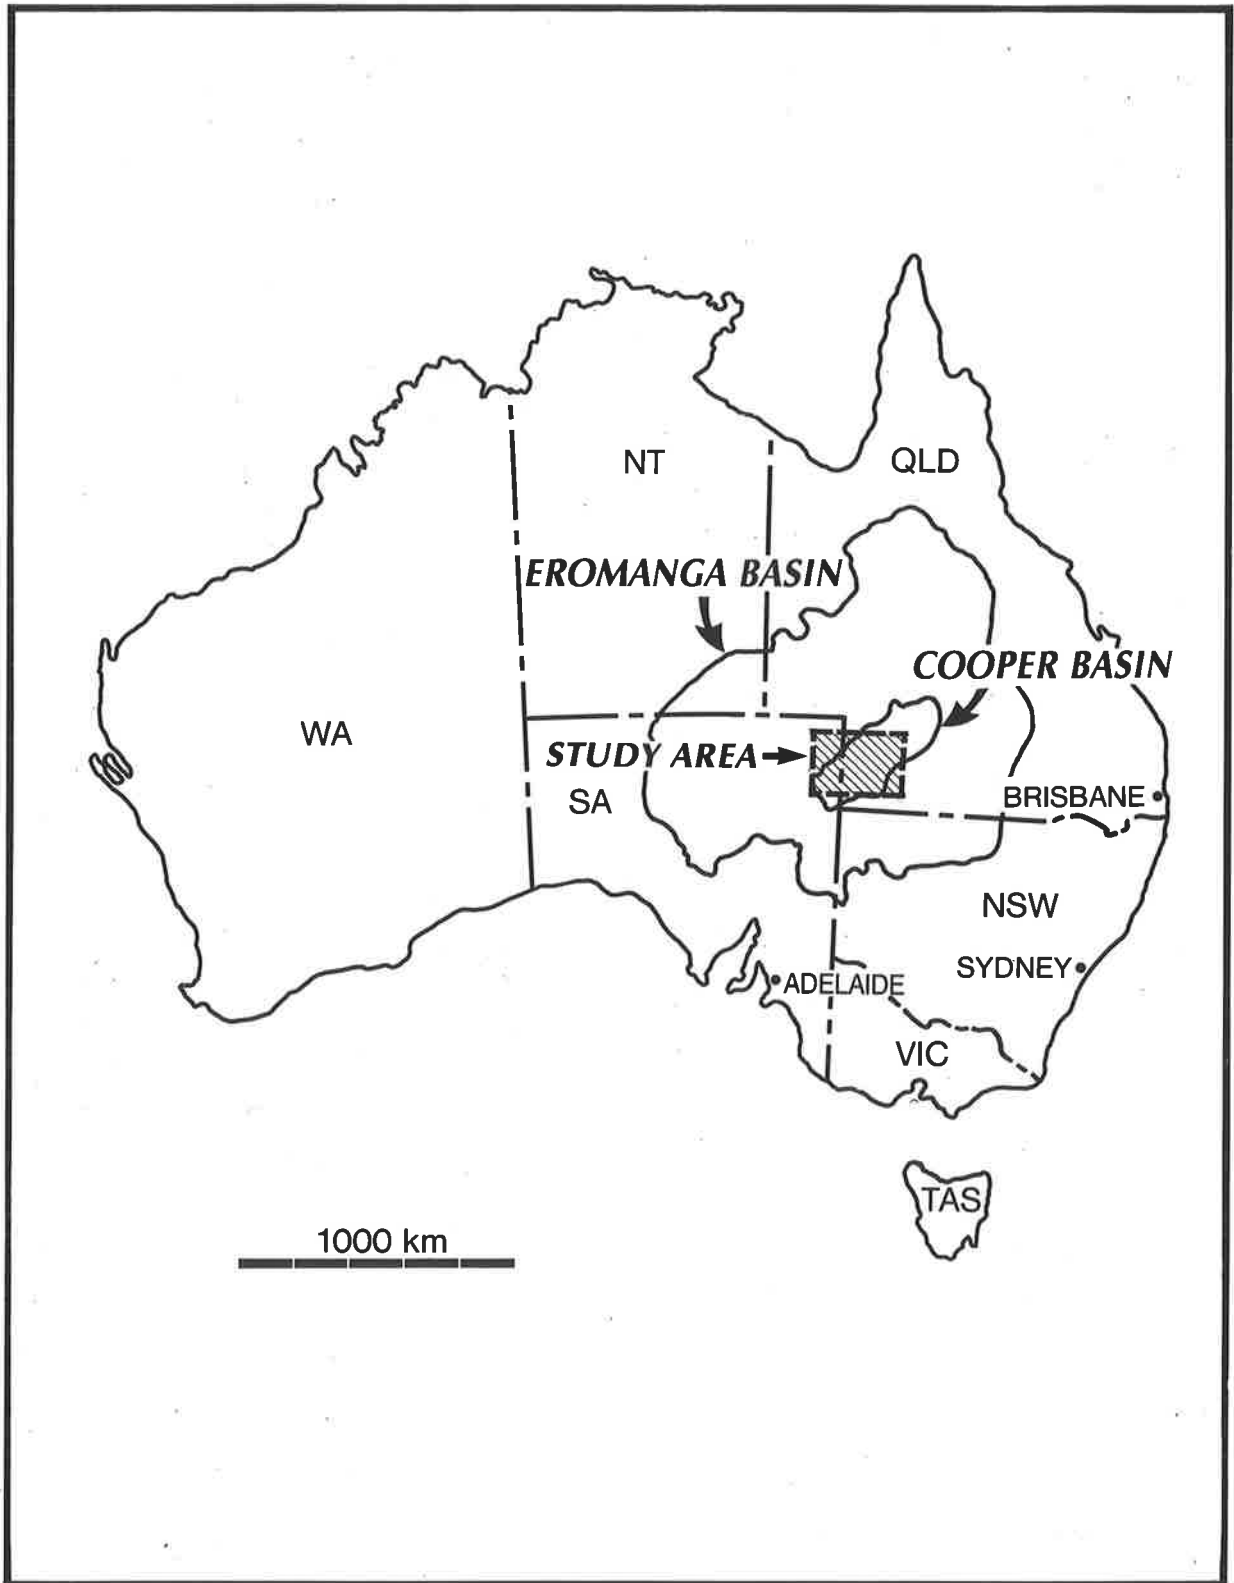 NT
QLD
EROMANGA BASIN
COOPER BASIN
WA
STUDY AREA
SA
BRISBANE
NSW
SYDNEY
ADELAIDE
VIC
TAS
1000 km